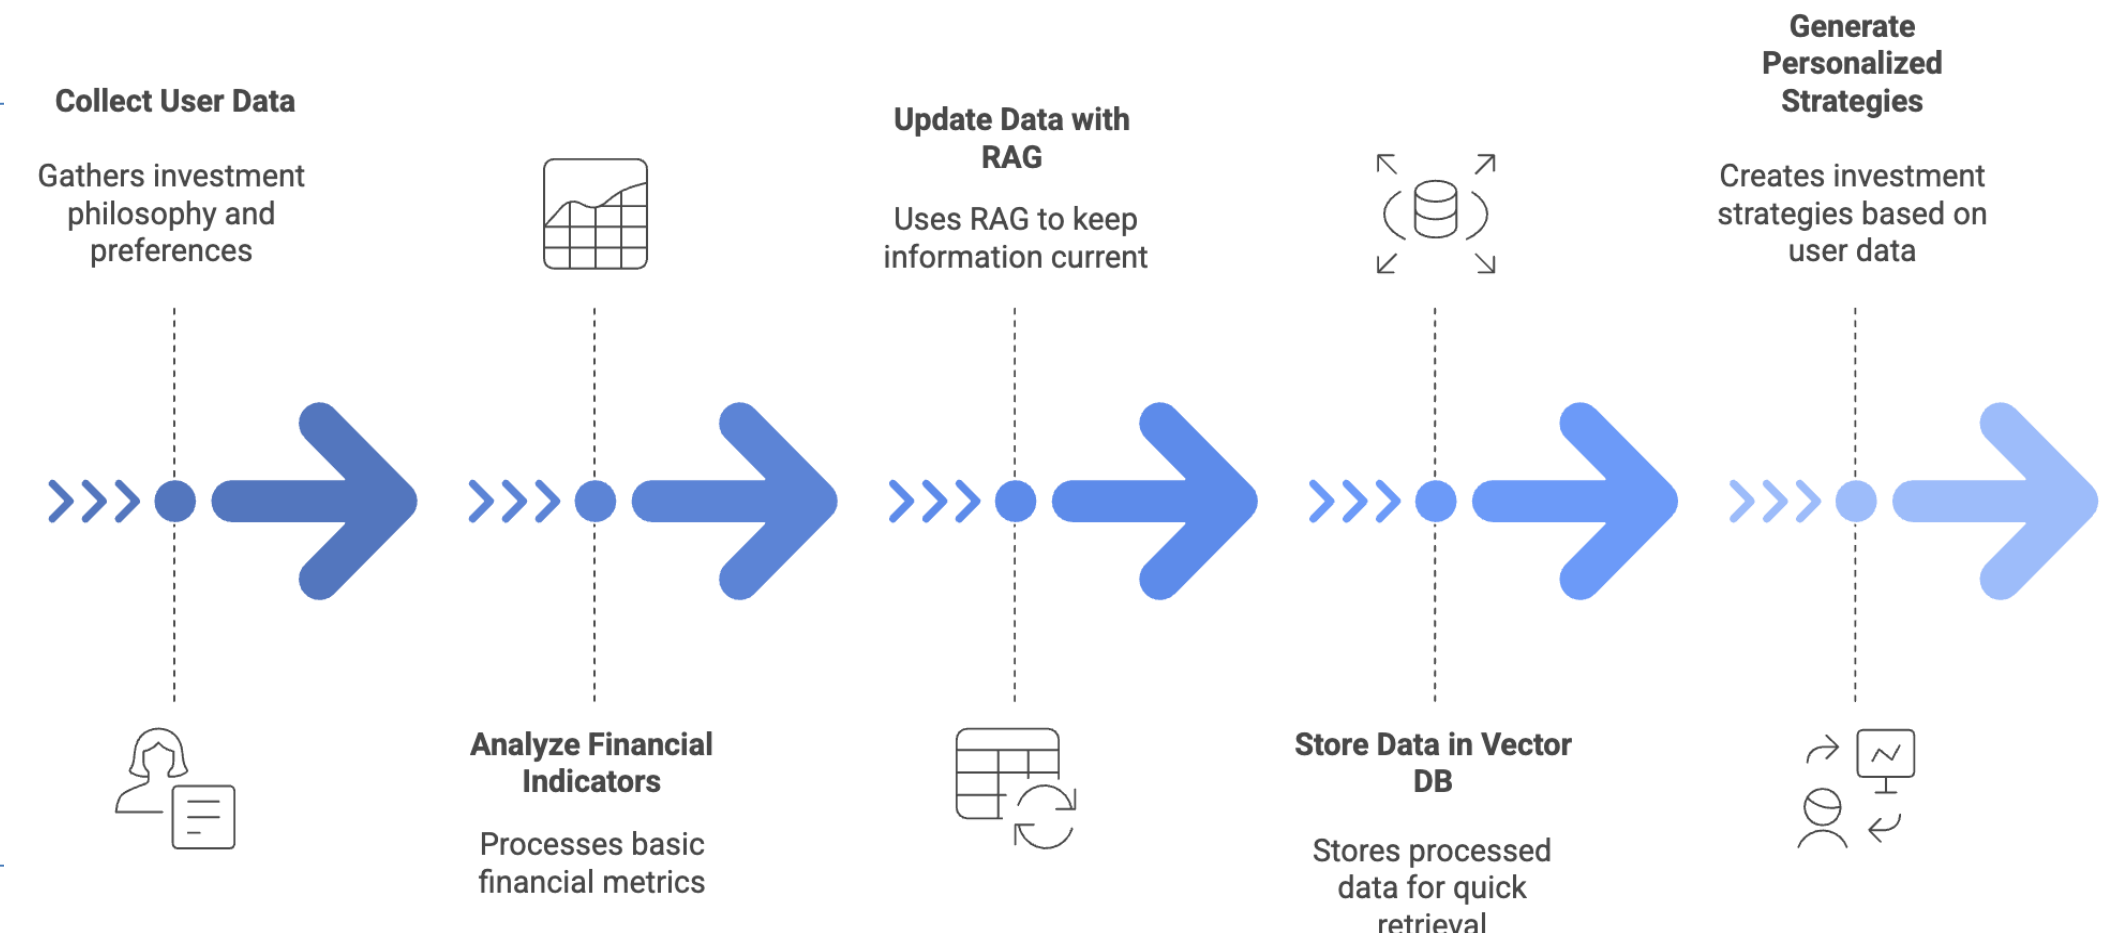 Collect User Data
Gathers investment
philosophy and
preferences
Analyze Financial
Indicators
Processes basic
financial metrics
Update Data with
RAG
Uses RAG to keep
information current
Store Data in Vector
DB
Stores processed
data for quick
retrieval
Generate
Personalized
Strategies
Creates investment
strategies based on
user data